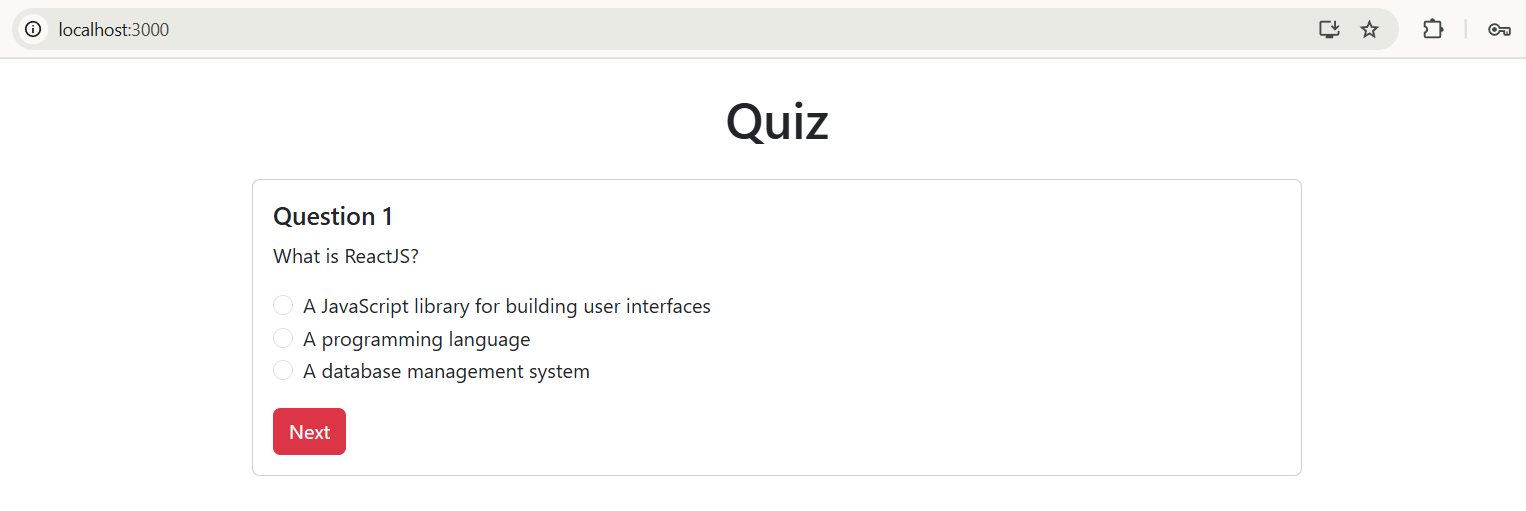 localhost:3000
Quiz
Question 1
What is ReactJS?
A JavaScript library for building user interfaces
A programming language
A database management system
Next